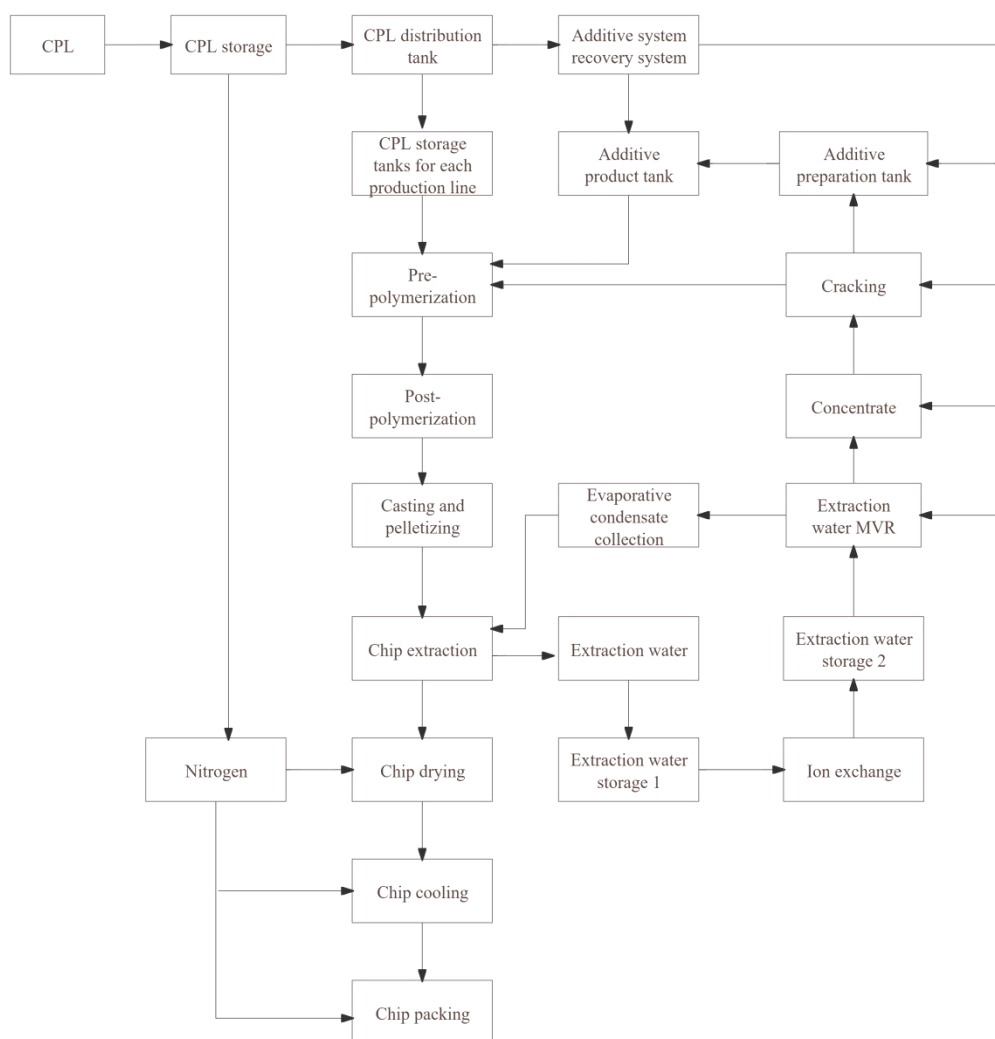 CPL
CPL storage
CPL distribution
tank
Additive system
recovery system
CPL storage
tanks for each
production line
Additive
product tank
Additive
preparation tank
Pre-
polymerization
Cracking
Post-
polymerization
Concentrate
Casting and
pelletizing
Evaporative
condensate
collection
Extraction
water MVR
Chip extraction
Extraction water
Extraction water
storage 2
Nitrogen
Chip drying
Extraction water
storage 1
Ion exchange
Chip cooling
Chip packing